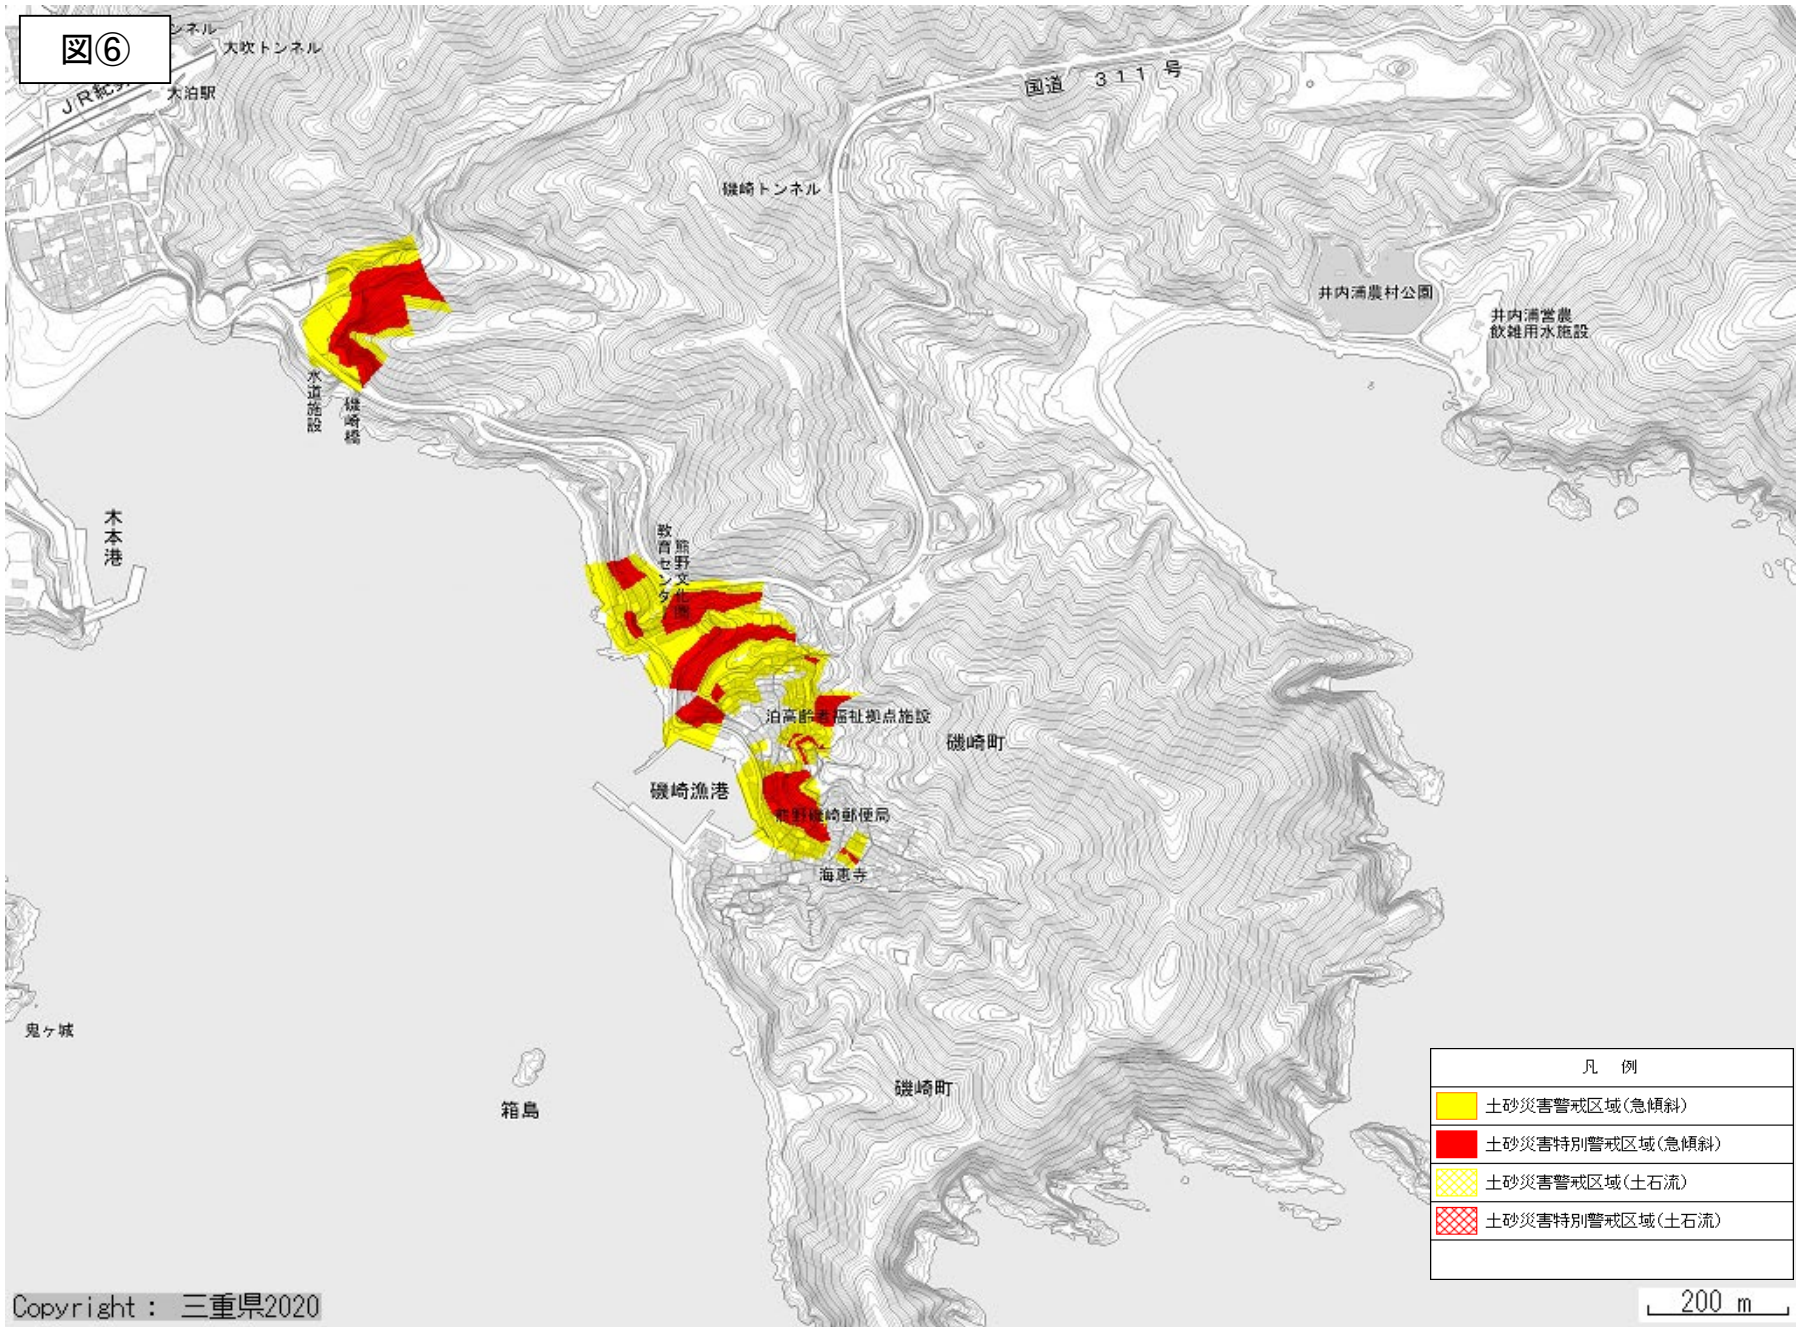 図⑥
ンネル
大吹トンネル
JR紀
大泊駅
国道 311 号
磯崎トンネル
井内浦農村公園
井内浦営農
飲雑用水施設
水道施設
磯崎橋
木本港
熊野文化圏
教育センター
泊高齢者福祉拠点施設
磯崎町
磯崎漁港
熊野磯崎郵便局
海恵寺
鬼ヶ城
箱島
磯崎町
凡 例
土砂災害警戒区域(急傾斜)
土砂災害特別警戒区域(急傾斜)
土砂災害警戒区域(土石流)
土砂災害特別警戒区域(土石流)
Copyright : 三重県2020
200 m